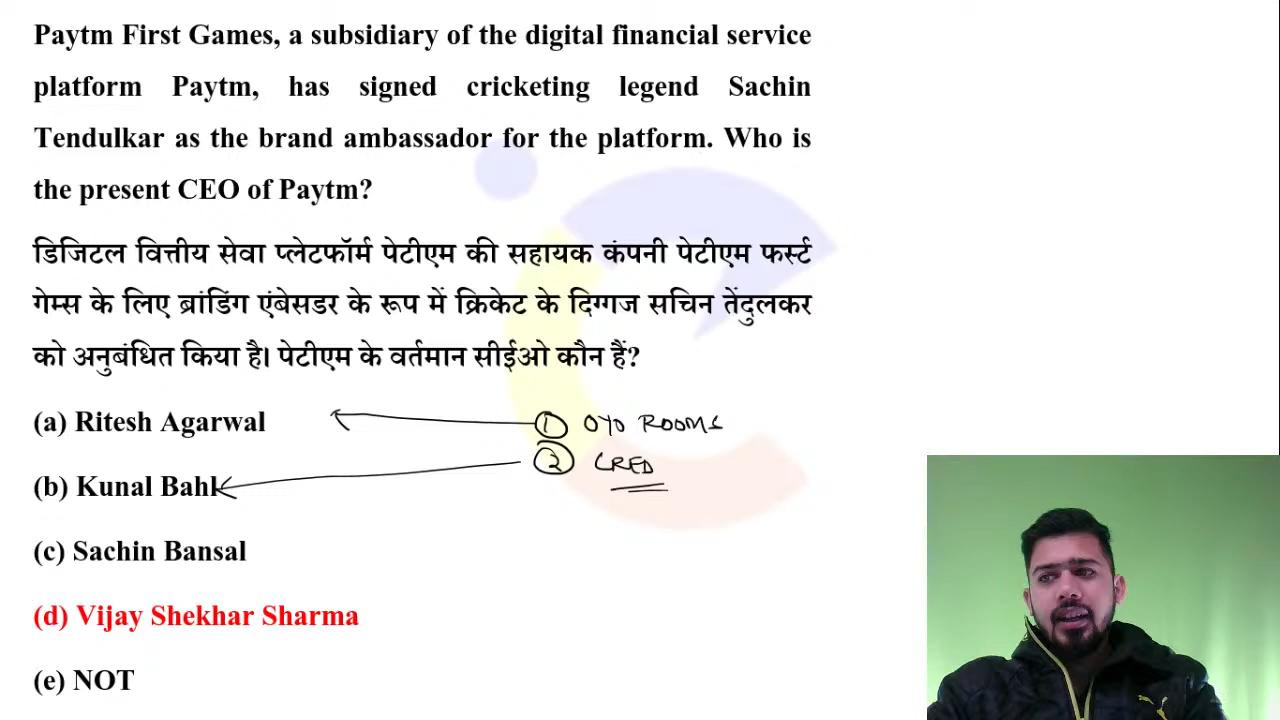 Paytm First Games, a subsidiary of the digital financial service
platform Paytm, has signed cricketing legend Sachin
Tendulkar as the brand ambassador for the platform. Who is
the present CEO of Paytm?
डिजिटल वित्तीय सेवा प्लेटफॉर्म पेटीएम की सहायक कंपनी पेटीएम फर्स्ट
गेम्स के लिए ब्रांडिंग एंबेसडर के रूप में क्रिकेट के दिग्गज सचिन तेंदुलकर
को अनुबंधित किया है। पेटीएम के वर्तमान सीईओ कौन हैं?
(a) Ritesh Agarwal
1 OYO ROOMS
(b) Kunal Bahl
2 CRED
(c) Sachin Bansal
(d) Vijay Shekhar Sharma
(e) NOT